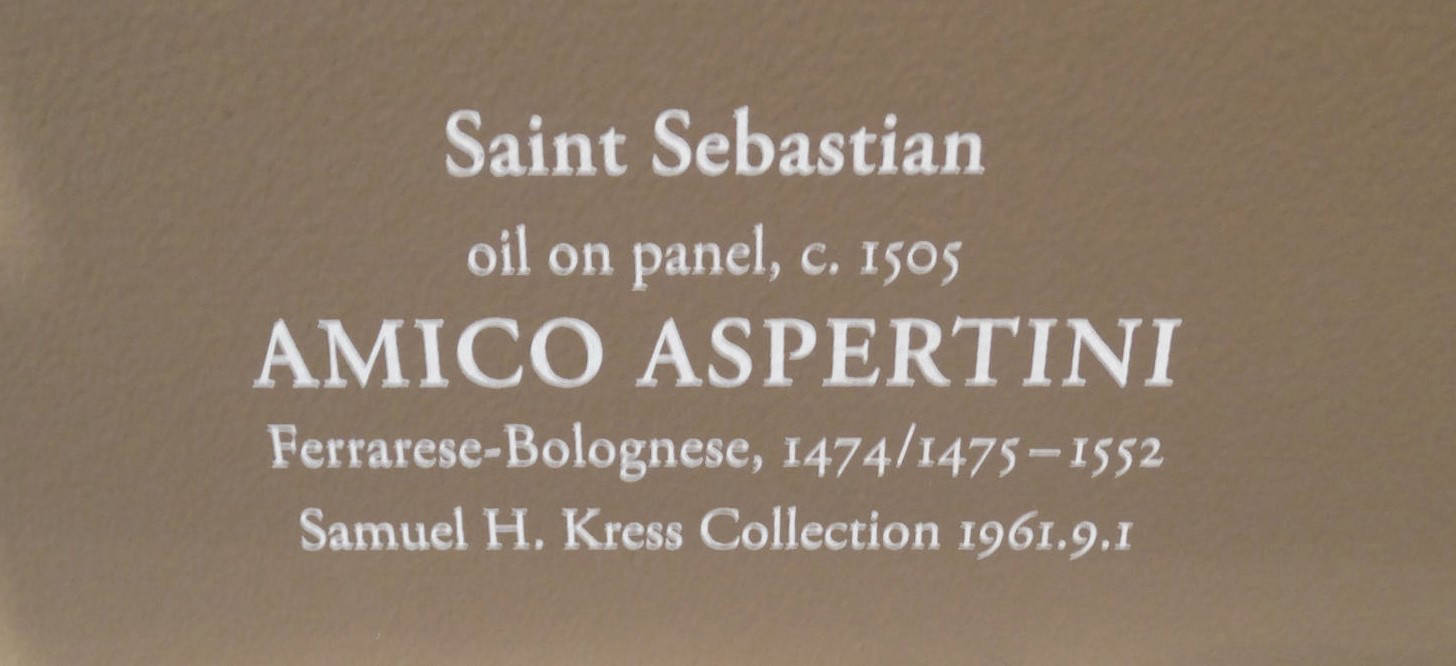 Saint Sebastian
oil on panel, c. 1505
AMICO ASPERTINI
Ferrarese-Bolognese, 1474/1475–1552
Samuel H. Kress Collection 1961.9.1